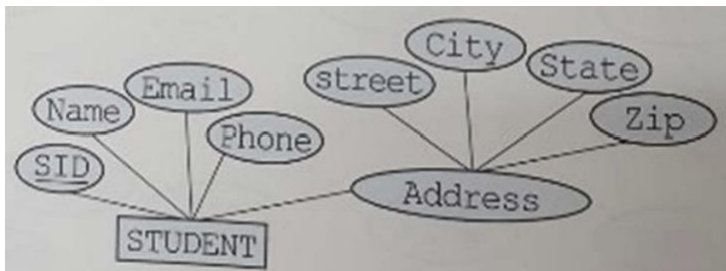 SID
Name
Email
Phone
STUDENT
street
City
State
Zip
Address